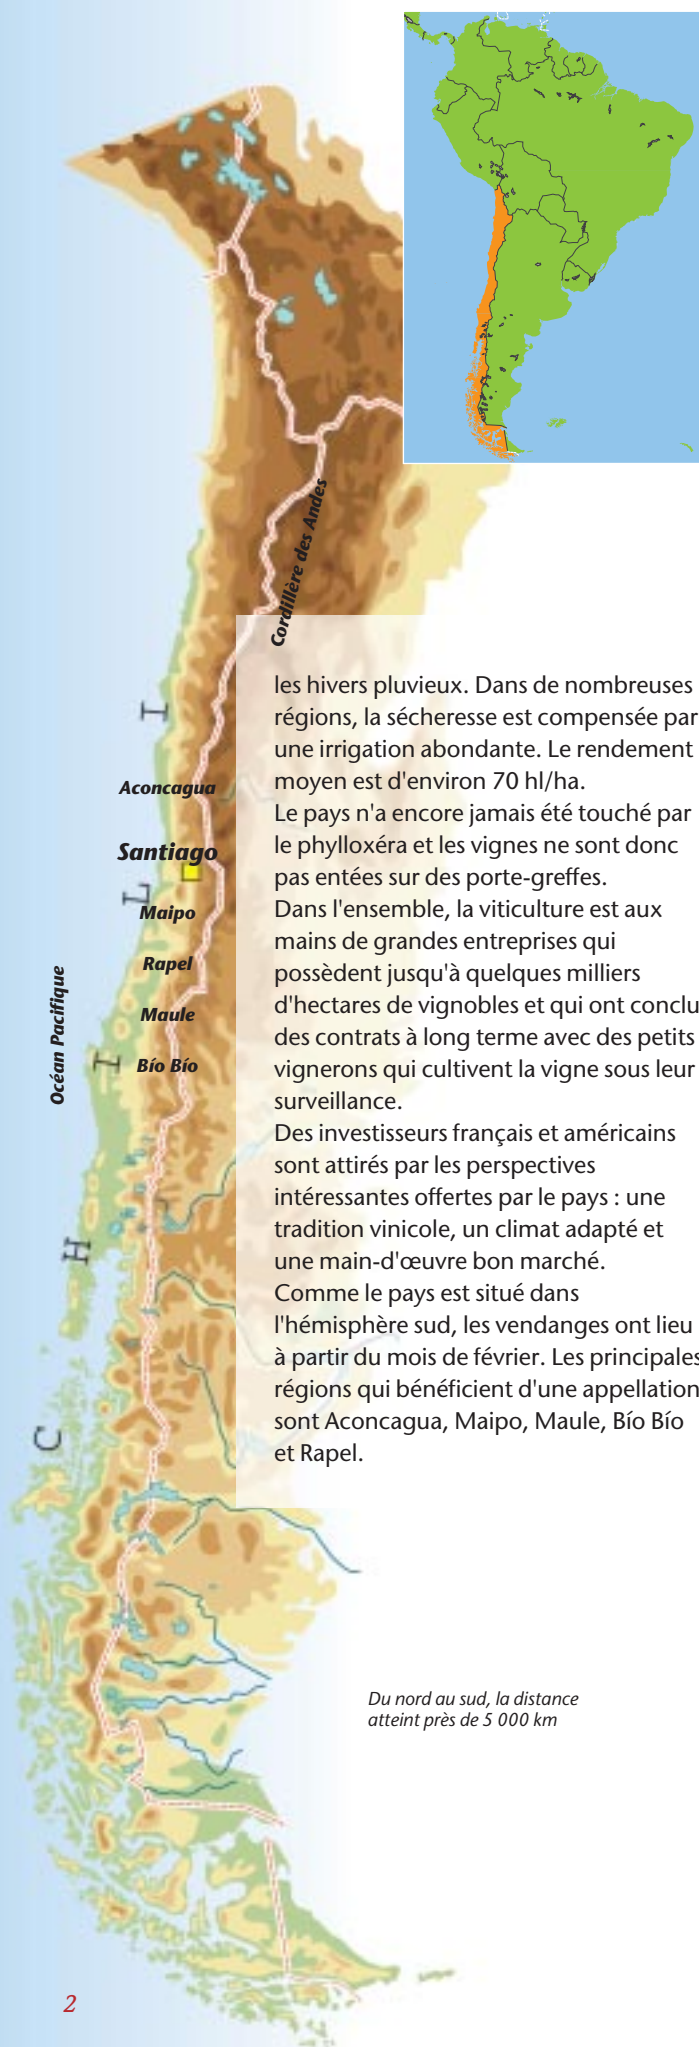 Cordillère des Andes
les hivers pluvieux. Dans de nombreuses
régions, la sécheresse est compensée par
une irrigation abondante. Le rendement
moyen est d'environ 70 hl/ha.
Le pays n'a encore jamais été touché par
le phylloxéra et les vignes ne sont donc
pas entées sur des porte-greffes.
Dans l'ensemble, la viticulture est aux
mains de grandes entreprises qui
possèdent jusqu'à quelques milliers
d'hectares de vignobles et qui ont conclu
des contrats à long terme avec des petits
vignerons qui cultivent la vigne sous leur
surveillance.
Des investisseurs français et américains
sont attirés par les perspectives
intéressantes offertes par le pays : une
tradition vinicole, un climat adapté et
une main-d'œuvre bon marché.
Comme le pays est situé dans
l'hémisphère sud, les vendanges ont lieu
à partir du mois de février. Les principales
régions qui bénéficient d'une appellation
sont Aconcagua, Maipo, Maule, Bío Bío
et Rapel.
Aconcagua
Santiago
Maipo
Rapel
Maule
Bío Bío
Océan Pacifique
CHILI
Du nord au sud, la distance
atteint près de 5 000 km
2